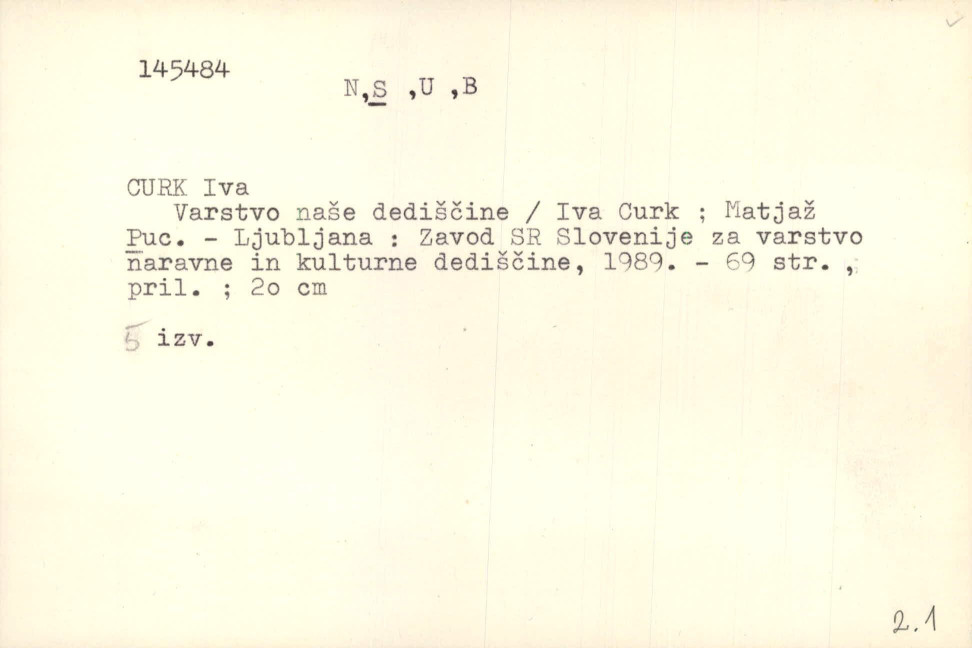 145484
N,S ,U ,B
CURK Iva
Varstvo naše dediščine / Iva Curk ; Matjaž
Puc. - Ljubljana : Zavod SR Slovenije za varstvo
naravne in kulturne dediščine, 1989. - 69 str. ,
pril. ; 2o cm
5 izv.
2.1